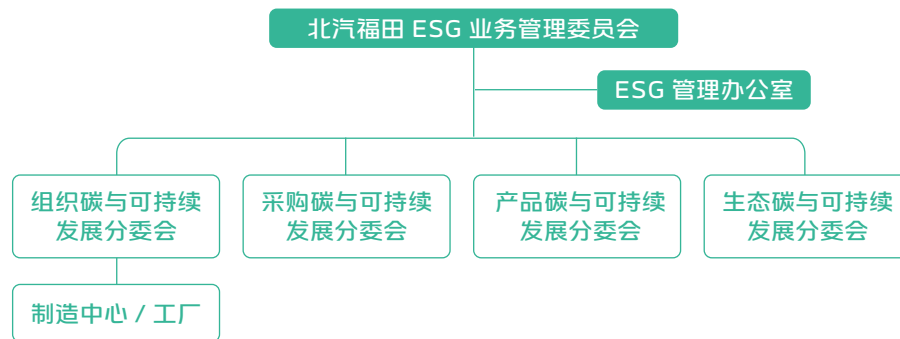 北汽福田 ESG 业务管理委员会
ESG 管理办公室
组织碳与可持续
发展分委会
采购碳与可持续
发展分委会
产品碳与可持续
发展分委会
生态碳与可持续
发展分委会
制造中心 / 工厂